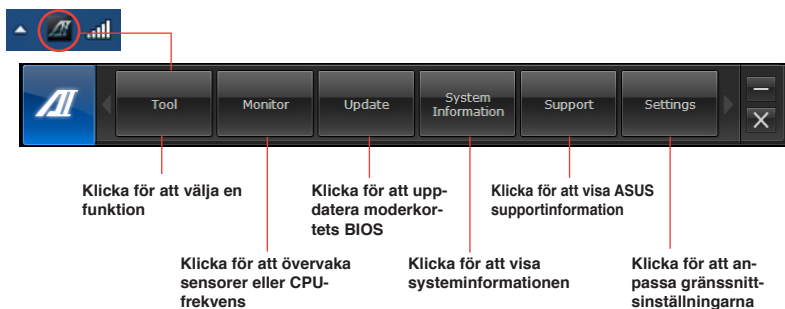 Tool
Monitor
Update
System
Information
Support
Settings
Klicka för att välja en
funktion
Klicka för att upp-
datera moderkor-
tets BIOS
Klicka för att visa ASUS
supportinformation
Klicka för att övervaka
sensorer eller CPU-
frekvens
Klicka för att visa
systeminformationen
Klicka för att an-
passa gränssnitt-
sinställningarna